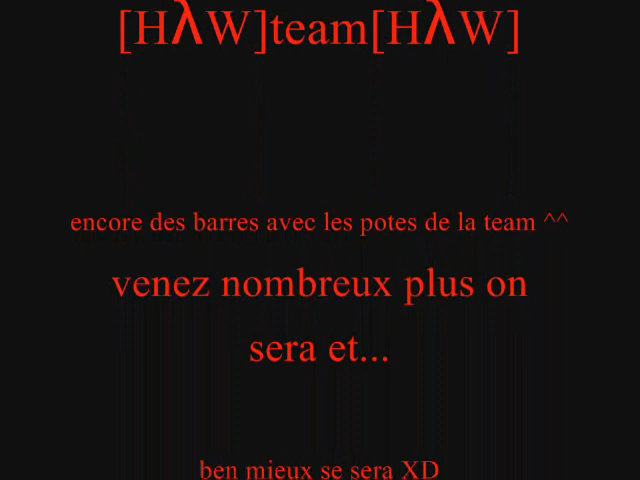 [HλW]team[HλW]
encore des barres avec les potes de la team ^^
venez nombreux plus on
sera et...
ben mieux se sera XD